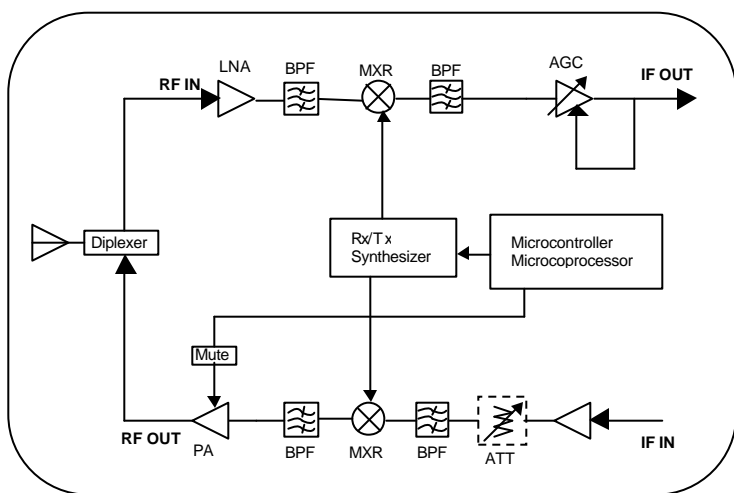 LNA
BPF
MXR
BPF
AGC
IF OUT
RF IN
Diplexer
Rx/Tx
Synthesizer
Microcontroller
Microcoprocessor
Mute
RF OUT
PA
BPF
MXR
BPF
ATT
IF IN